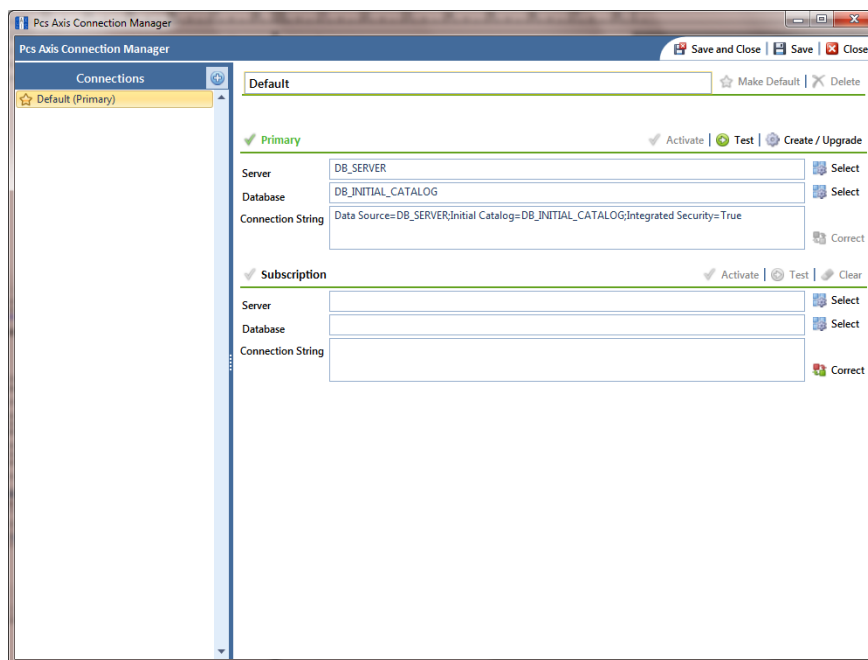 Pcs Axis Connection Manager
Pcs Axis Connection Manager Save and Close Save Close
Connections
Default (Primary)
Default Make Default Delete
Primary Activate Test Create / Upgrade
Server DB_SERVER Select
Database DB_INITIAL_CATALOG Select
Connection String Data Source=DB_SERVER;Initial Catalog=DB_INITIAL_CATALOG;Integrated Security=True
Correct
Subscription Activate Test Clear
Server Select
Database Select
Connection String
Correct